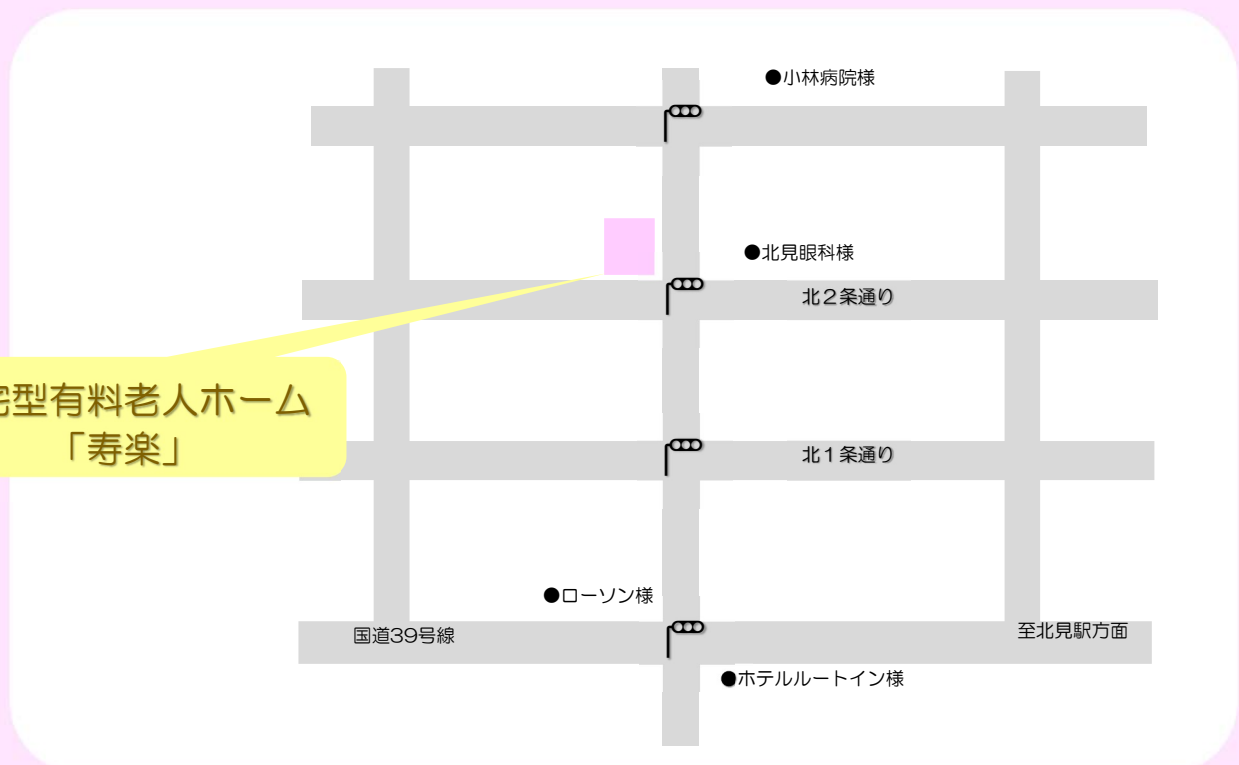 ●小林病院様
●北見眼科様
北２条通り
宅型有料老人ホーム
「寿楽」
北１条通り
●ローソン様
国道39号線
至北見駅方面
●ホテルルートイン様